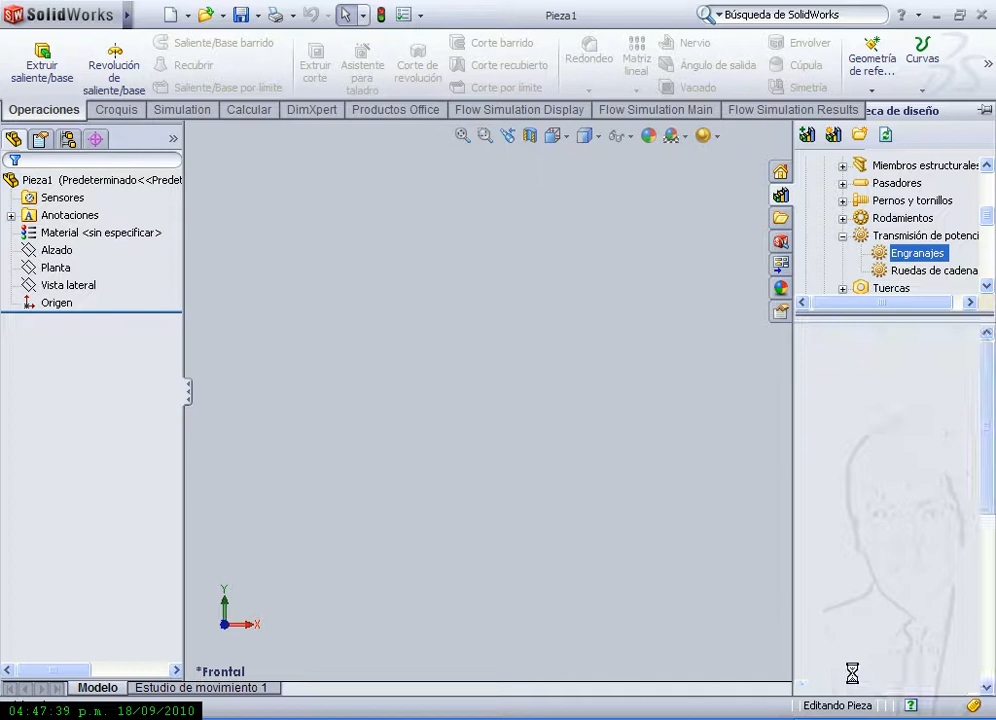 SolidWorks
Pieza1
Búsqueda de SolidWorks
Extruir saliente/base
Revolución de saliente/base
Saliente/Base barrido
Recubrir
Saliente/Base por límite
Extruir corte
Asistente para taladro
Corte de revolución
Corte barrido
Corte recubierto
Corte por límite
Redondeo
Matriz lineal
Nervio
Ángulo de salida
Vaciado
Envolver
Cúpula
Simetría
Geometría de refe...
Curvas
Operaciones
Croquis
Simulation
Calcular
DimXpert
Productos Office
Flow Simulation Display
Flow Simulation Main
Flow Simulation Results
eca de diseño
Pieza1 (Predeterminado<<Predet
Sensores
Anotaciones
Material <sin especificar>
Alzado
Planta
Vista lateral
Origen
Miembros estructurales
Pasadores
Pernos y tornillos
Rodamientos
Transmisión de potenci
Engranajes
Ruedas de cadena
Tuercas
Y
X
*Frontal
Modelo
Estudio de movimiento 1
04:47:39 p.m. 18/09/2010
Editando Pieza